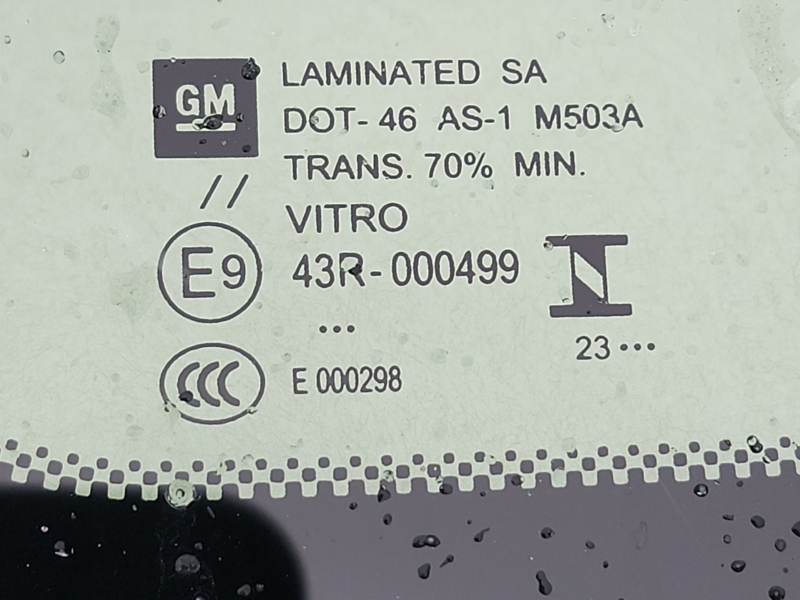 GM
LAMINATED SA
DOT-46 AS-1 M503A
TRANS. 70% MIN.
//
VITRO
E9
43R-000499
...
23...
CCC
E 000298